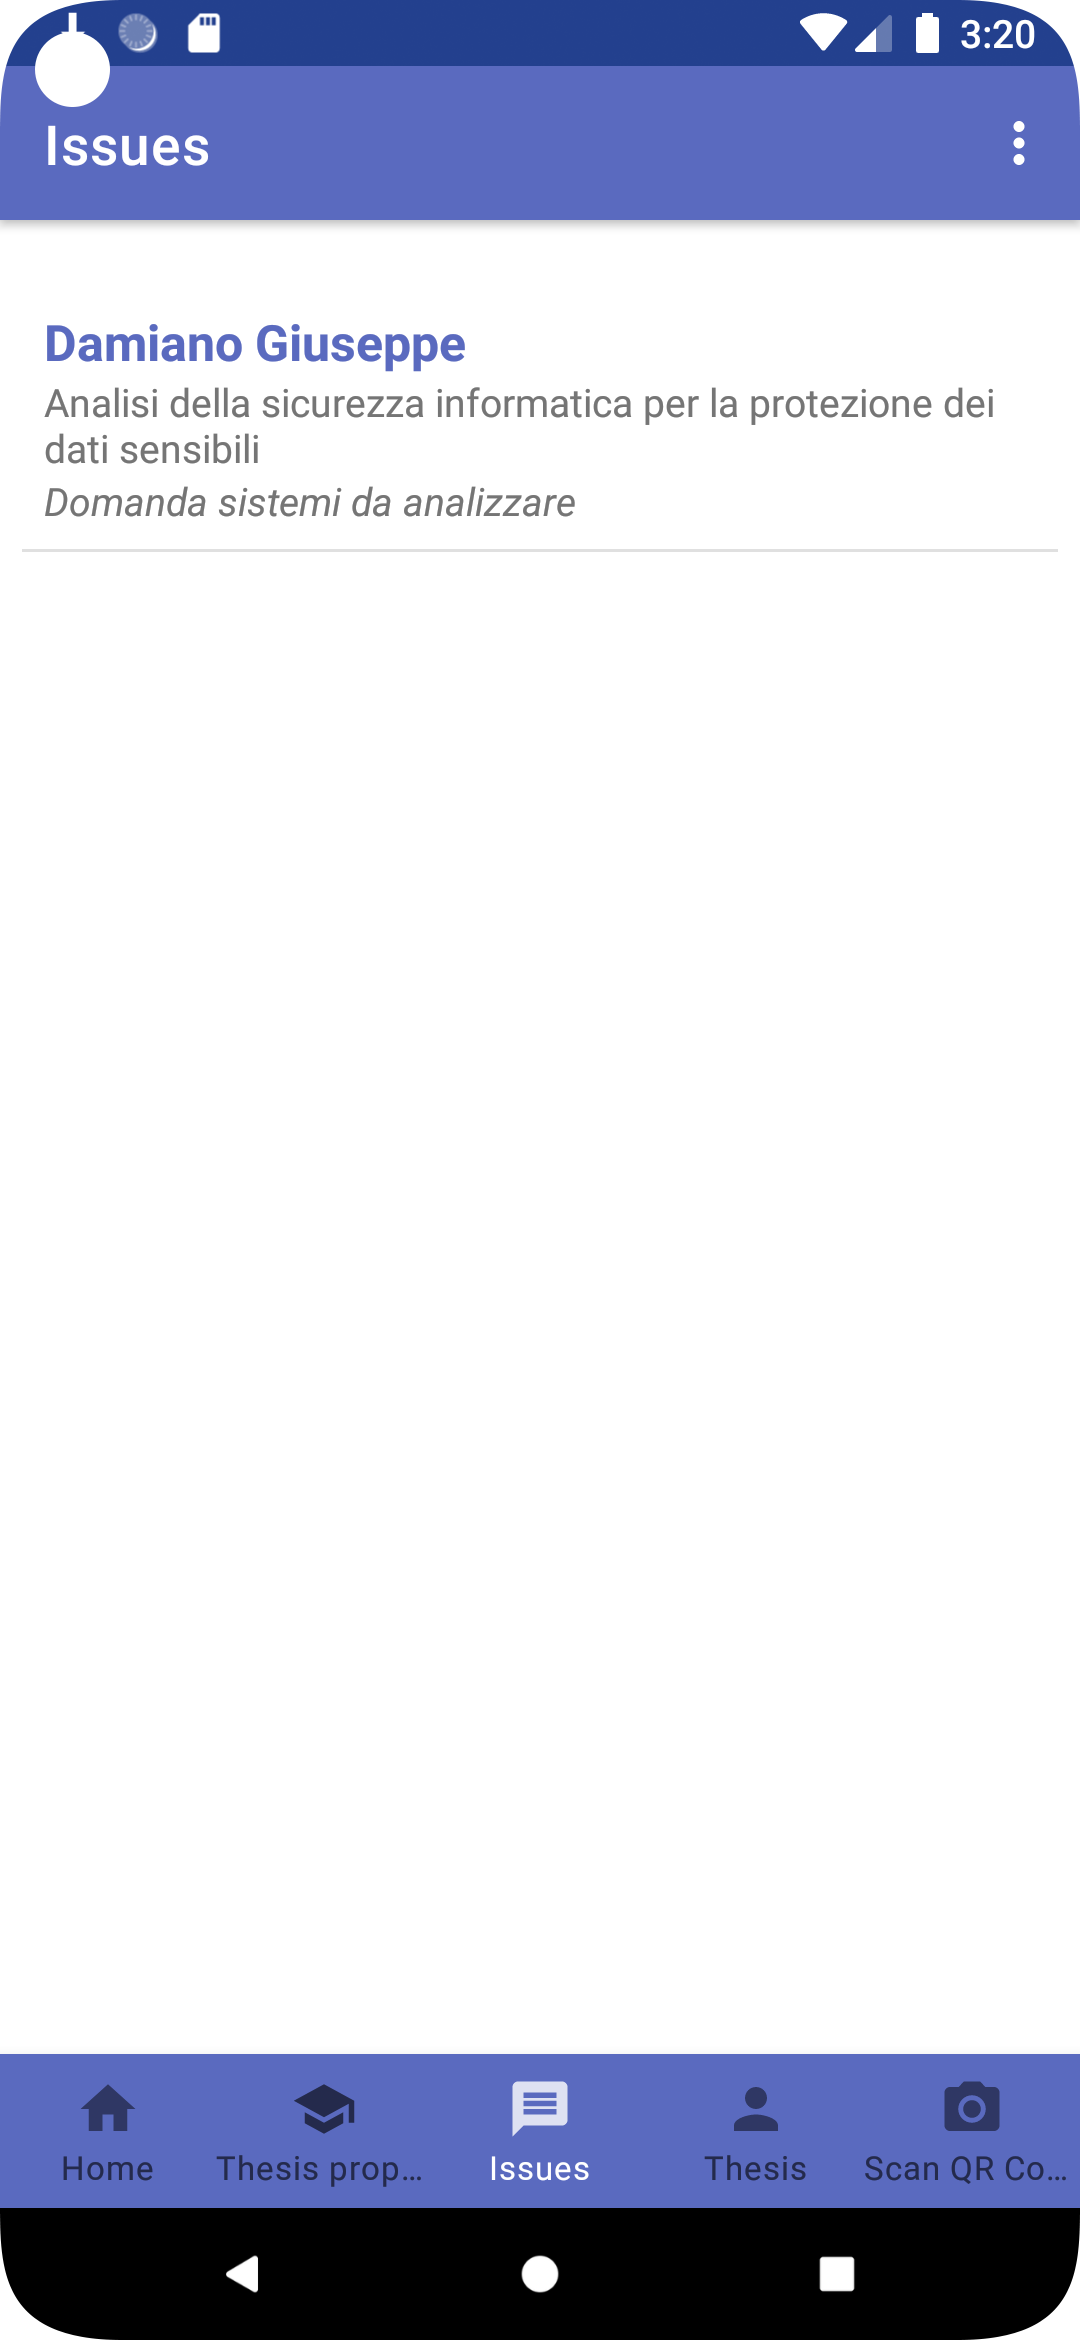 3:20
Issues
Damiano Giuseppe
Analisi della sicurezza informatica per la protezione dei
dati sensibili
Domanda sistemi da analizzare
Home
Thesis prop...
Issues
Thesis
Scan QR Co...